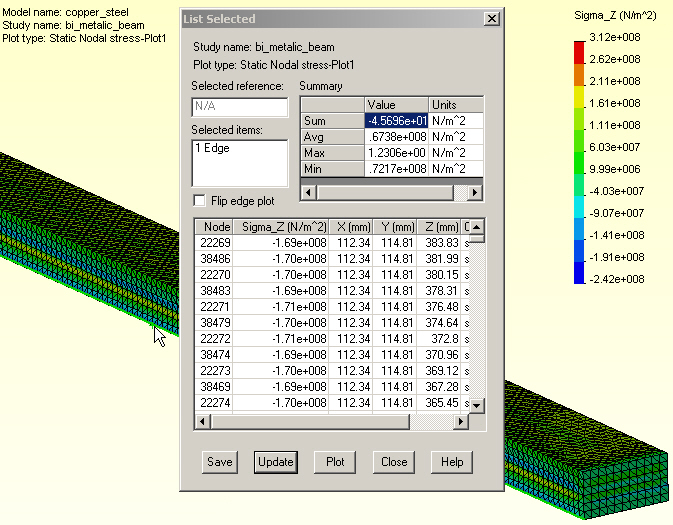 Model name: copper_steel
Study name: bi_metalic_beam
Plot type: Static Nodal stress-Plot1
List Selected
Study name: bi_metalic_beam
Plot type: Static Nodal stress-Plot1
Selected reference:
N/A
Selected items:
1 Edge
Flip edge plot
Summary
Value Units
Sum -4.5696e+01 N/m^2
Avg .6738e+008 N/m^2
Max 1.2306e+00 N/m^2
Min .7217e+008 N/m^2
Node Sigma_Z (N/m^2) X (mm) Y (mm) Z (mm)
22269 -1.69e+008 112.34 114.81 383.83 s
38486 -1.70e+008 112.34 114.81 381.99 s
22270 -1.70e+008 112.34 114.81 380.15 s
38483 -1.69e+008 112.34 114.81 378.31 s
22271 -1.71e+008 112.34 114.81 376.48 s
38479 -1.70e+008 112.34 114.81 374.64 s
22272 -1.71e+008 112.34 114.81 372.8 s
38474 -1.69e+008 112.34 114.81 370.96 s
22273 -1.70e+008 112.34 114.81 369.12 s
38469 -1.69e+008 112.34 114.81 367.28 s
22274 -1.70e+008 112.34 114.81 365.45 s
Save Update Plot Close Help
Sigma_Z (N/m^2)
3.12e+008
2.62e+008
2.11e+008
1.61e+008
1.11e+008
6.03e+007
9.99e+006
-4.03e+007
-9.07e+007
-1.41e+008
-1.91e+008
-2.42e+008